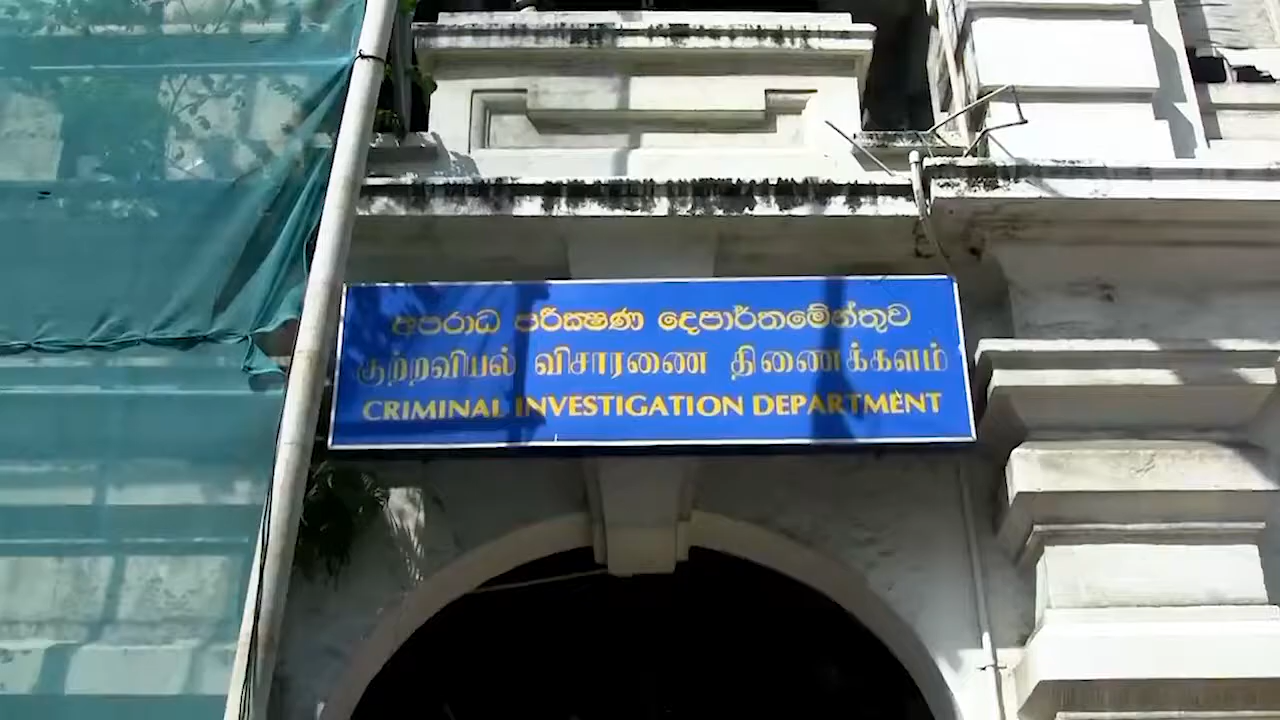 අපරාධ පරීක්ෂණ දෙපාර්තමේන්තුව
குற்றவியல் விசாரணை திணைக்களம்
CRIMINAL INVESTIGATION DEPARTMENT